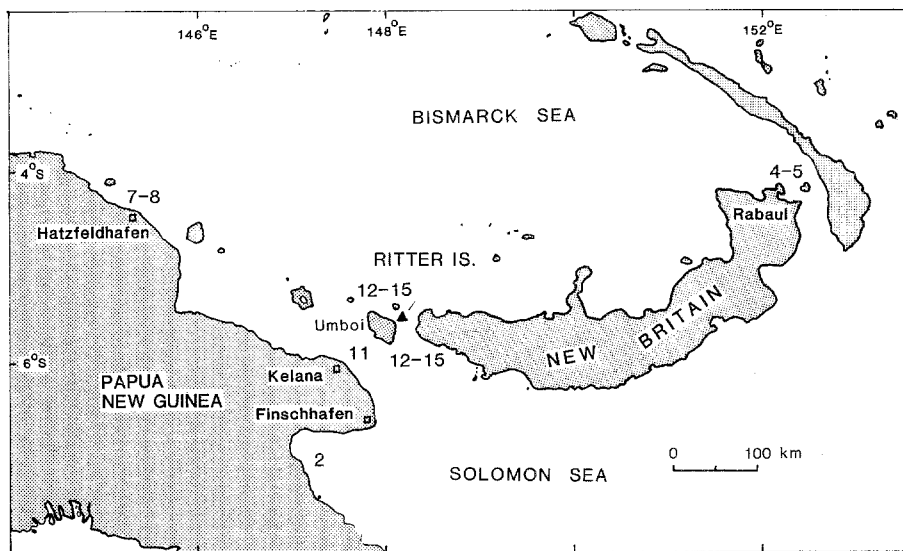 146°E
148°E
152°E
BISMARCK SEA
4°S
7-8
4-5
Hatzfeldhafen
Rabaul
RITTER IS.
12-15
Umboi
NEW BRITAIN
11
12-15
6°S
Kelana
PAPUA
NEW GUINEA
Finschhafen
2
0 100 km
SOLOMON SEA